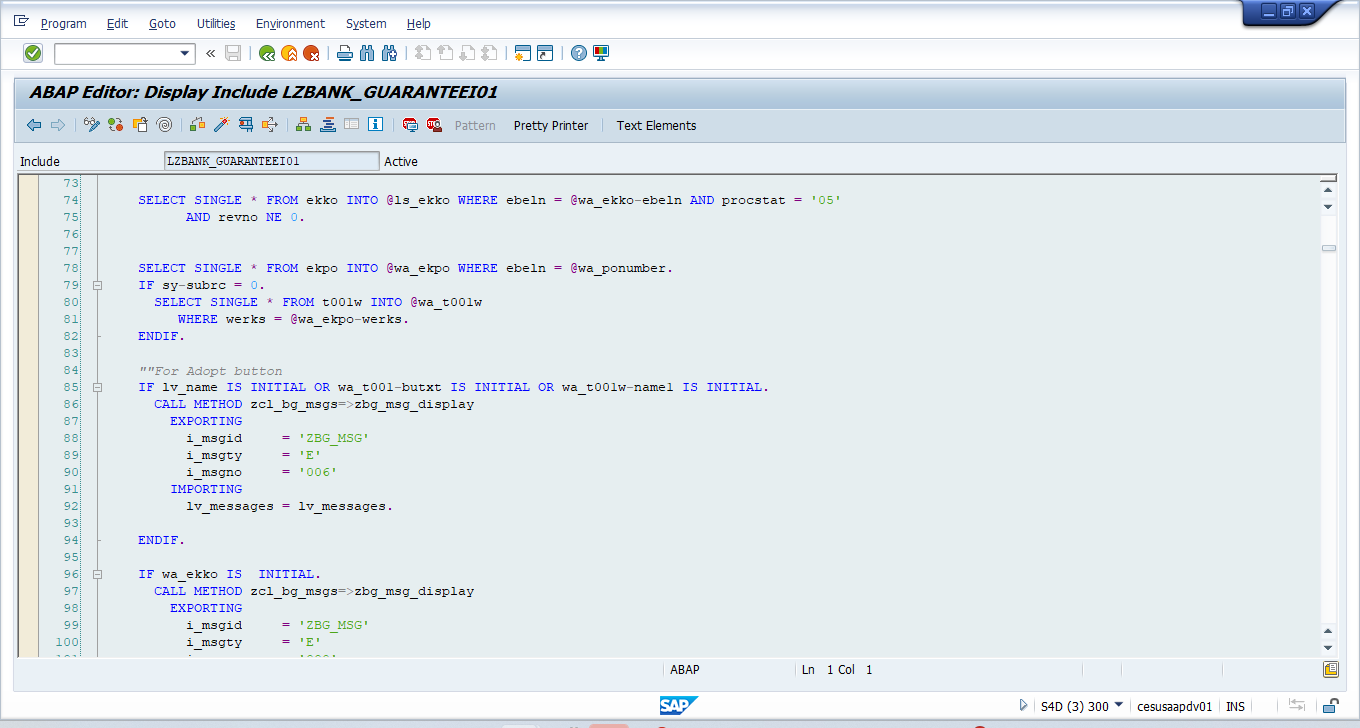 Program Edit Goto Utilities Environment System Help
«
ABAP Editor: Display Include LZBANK_GUARANTEEI01
Pattern Pretty Printer Text Elements
Include LZBANK_GUARANTEEI01 Active
73
74 SELECT SINGLE * FROM ekko INTO @ls_ekko WHERE ebeln = @wa_ekko-ebeln AND procstat = '05'
75 AND revno NE 0.
76
77
78 SELECT SINGLE * FROM ekpo INTO @wa_ekpo WHERE ebeln = @wa_ponumber.
79 IF sy-subrc = 0.
80 SELECT SINGLE * FROM t001w INTO @wa_t001w
81 WHERE werks = @wa_ekpo-werks.
82 ENDIF.
83
84 ""For Adopt button
85 IF lv_name IS INITIAL OR wa_t001-butxt IS INITIAL OR wa_t001w-name1 IS INITIAL.
86 CALL METHOD zcl_bg_msgs=>zbg_msg_display
87 EXPORTING
88 i_msgid = 'ZBG_MSG'
89 i_msgty = 'E'
90 i_msgno = '006'
91 IMPORTING
92 lv_messages = lv_messages.
93
94 ENDIF.
95
96 IF wa_ekko IS  INITIAL.
97 CALL METHOD zcl_bg_msgs=>zbg_msg_display
98 EXPORTING
99 i_msgid = 'ZBG_MSG'
100 i_msgty = 'E'
ABAP Ln 1 Col 1
SAP S4D (3) 300 cesusaapdv01 INS